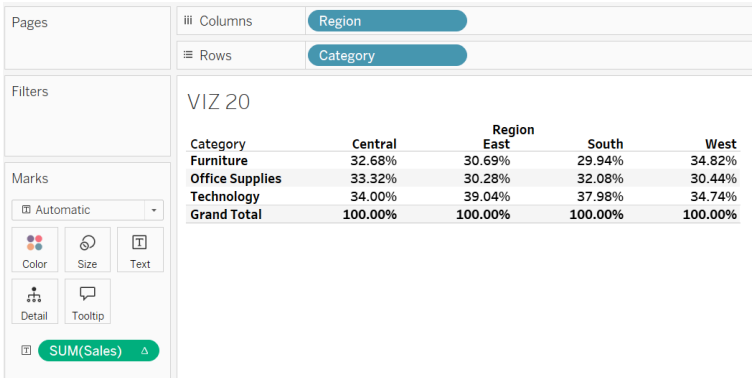 Pages
Columns Region
Rows Category
Filters
VIZ 20
Region
Category Central East South West
Furniture 32.68% 30.69% 29.94% 34.82%
Office Supplies 33.32% 30.28% 32.08% 30.44%
Technology 34.00% 39.04% 37.98% 34.74%
Grand Total 100.00% 100.00% 100.00% 100.00%
Marks
T Automatic
T
Color Size Text
Detail Tooltip
T SUM(Sales) Δ